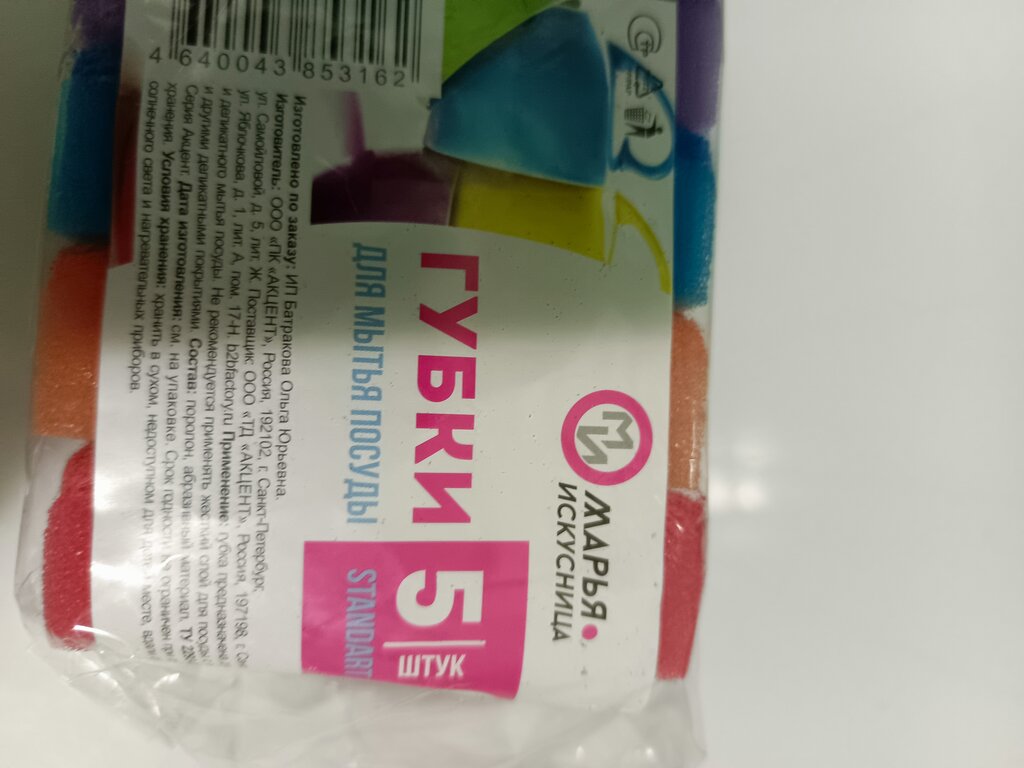 МИ
МАРЬЯ
ИСКУСНИЦА
ГУБКИ
ДЛЯ МЫТЬЯ ПОСУДЫ
5
ШТУК
STANDART
4 640043 853162
Изготовлено по заказу: ИП Батракова Ольга Юрьевна.
Изготовитель: ООО «ПК «АКЦЕНТ», Россия, 192102, г. Санкт-Петербург,
ул. Самойловой, д. 5, лит. Ж. Поставщик: ООО «ТД «АКЦЕНТ», Россия, 197198, г.
ул. Яблочкова, д. 1, лит. А, пом. 17-Н. b2bfactory.ru Применение: губка
и деликатного мытья посуды. Не рекомендуется применять жесткий слой для посуды
и другими деликатными покрытиями. Состав: поролон, абразивный материал. ТУ
Серия Акцент. Дата изготовления: см. на упаковке. Срок годности не ограничен
хранения. Условия хранения: хранить в сухом, недоступном для месте,
солнечного света и нагревательных приборов.